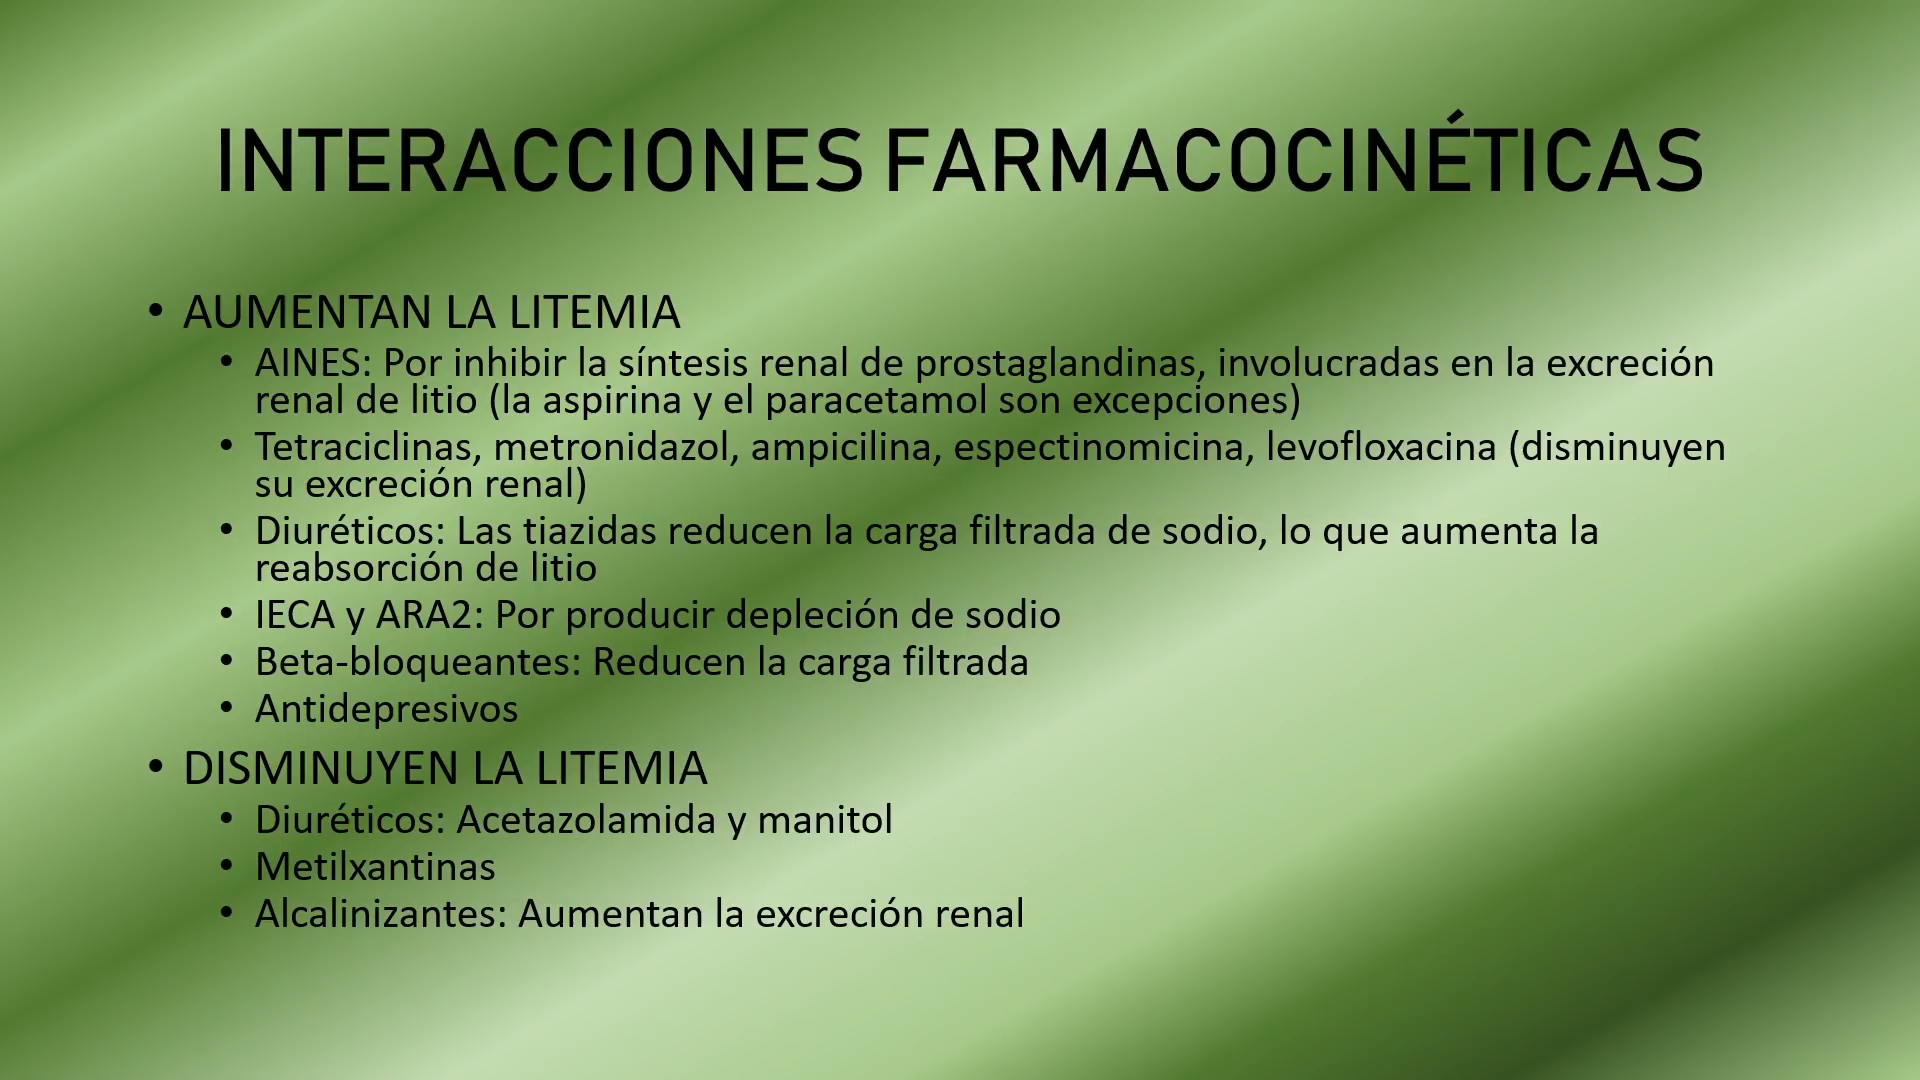 INTERACCIONES FARMACOCINÉTICAS
• AUMENTAN LA LITEMIA
• AINES: Por inhibir la síntesis renal de prostaglandinas, involucradas en la excreción
renal de litio (la aspirina y el paracetamol son excepciones)
• Tetraciclinas, metronidazol, ampicilina, espectinomicina, levofloxacina (disminuyen
su excreción renal)
• Diuréticos: Las tiazidas reducen la carga filtrada de sodio, lo que aumenta la
reabsorción de litio
• IECA y ARA2: Por producir depleción de sodio
• Beta-bloqueantes: Reducen la carga filtrada
• Antidepresivos
• DISMINUYEN LA LITEMIA
• Diuréticos: Acetazolamida y manitol
• Metilxantinas
• Alcalinizantes: Aumentan la excreción renal